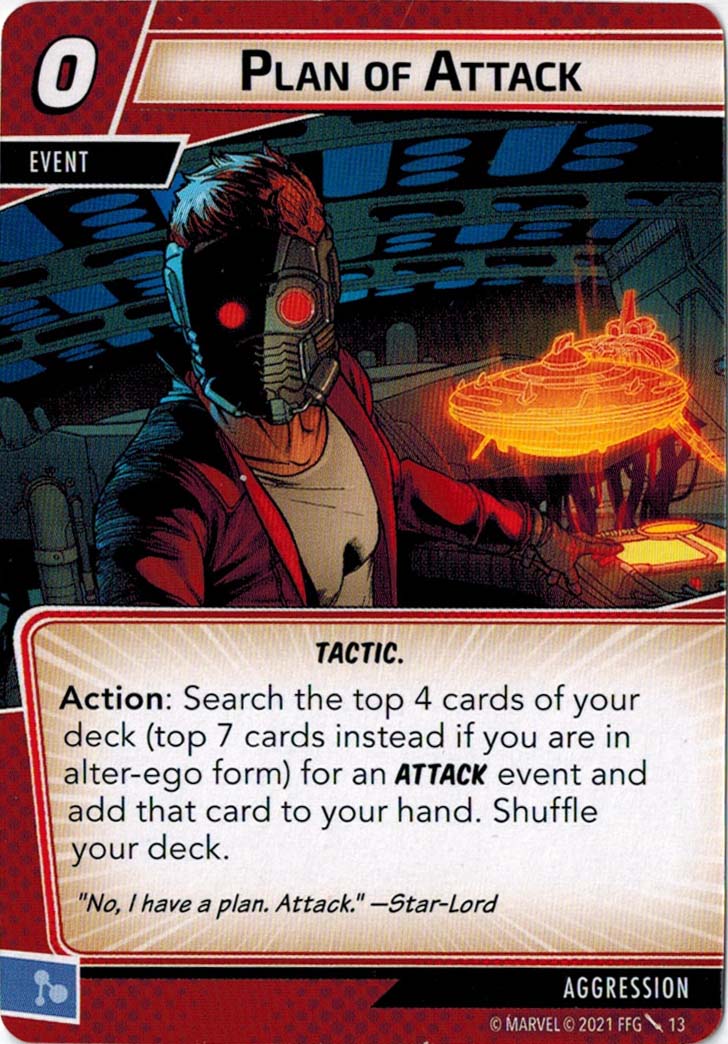 0
PLAN OF ATTACK
EVENT
TACTIC.
Action: Search the top 4 cards of your
deck (top 7 cards instead if you are in
alter-ego form) for an ATTACK event and
add that card to your hand. Shuffle
your deck.
"No, I have a plan. Attack." —Star-Lord
AGGRESSION
© MARVEL © 2021 FFG 13